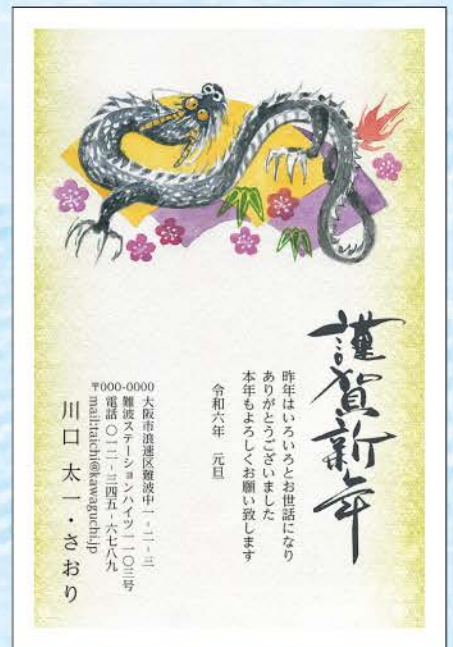 謹賀新年
昨年はいろいろとお世話になり
ありがとうございました
本年もよろしくお願い致します
令和六年　元旦
〒000-0000
大阪市浪速区難波中一-二-三
難波ステーションハイツ一一〇三号
電話 〇一二-三四五-六七八九
mail:taichi@kawaguchi.jp
川口 太一・さおり